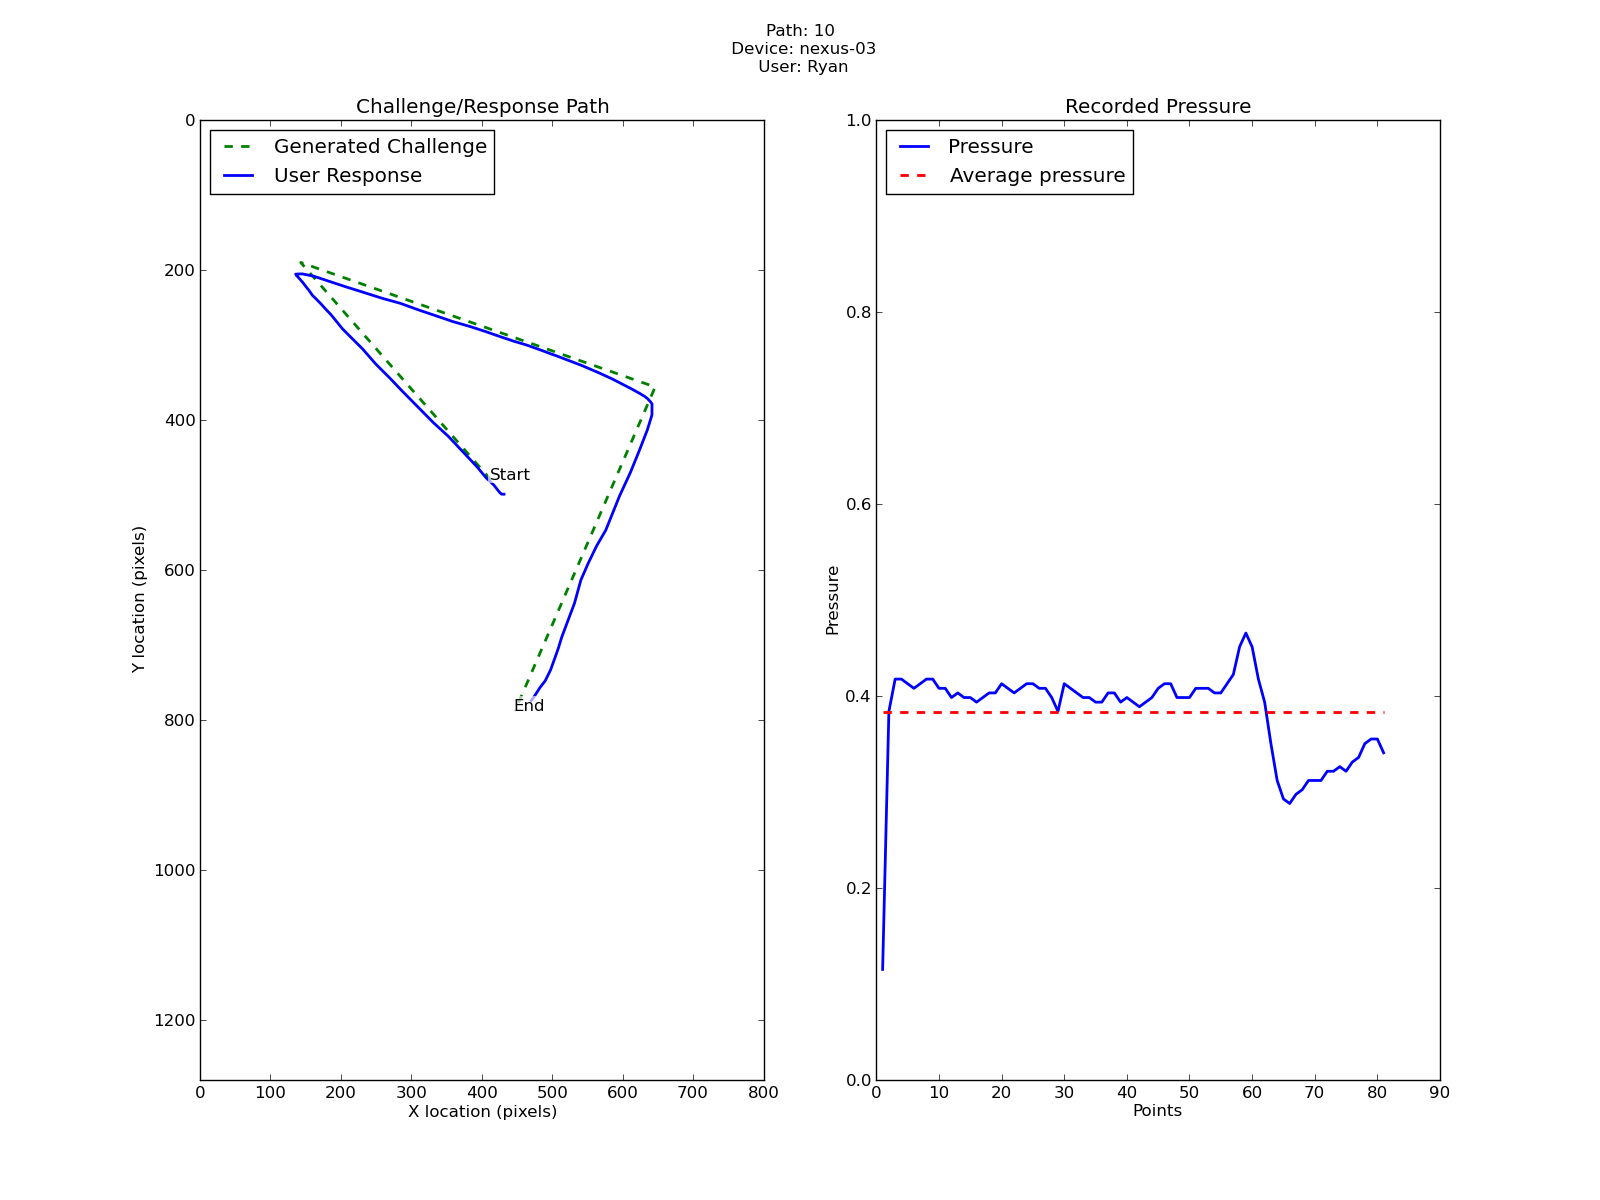 Path: 10
Device: nexus-03
User: Ryan
Challenge/Response Path
Generated Challenge
User Response
0
200
400
600
800
1000
1200
Y location (pixels)
Start
End
0 100 200 300 400 500 600 700 800
X location (pixels)
Recorded Pressure
Pressure
Average pressure
1.0
0.8
0.6
0.4
0.2
0.0
Pressure
0 10 20 30 40 50 60 70 80 90
Points